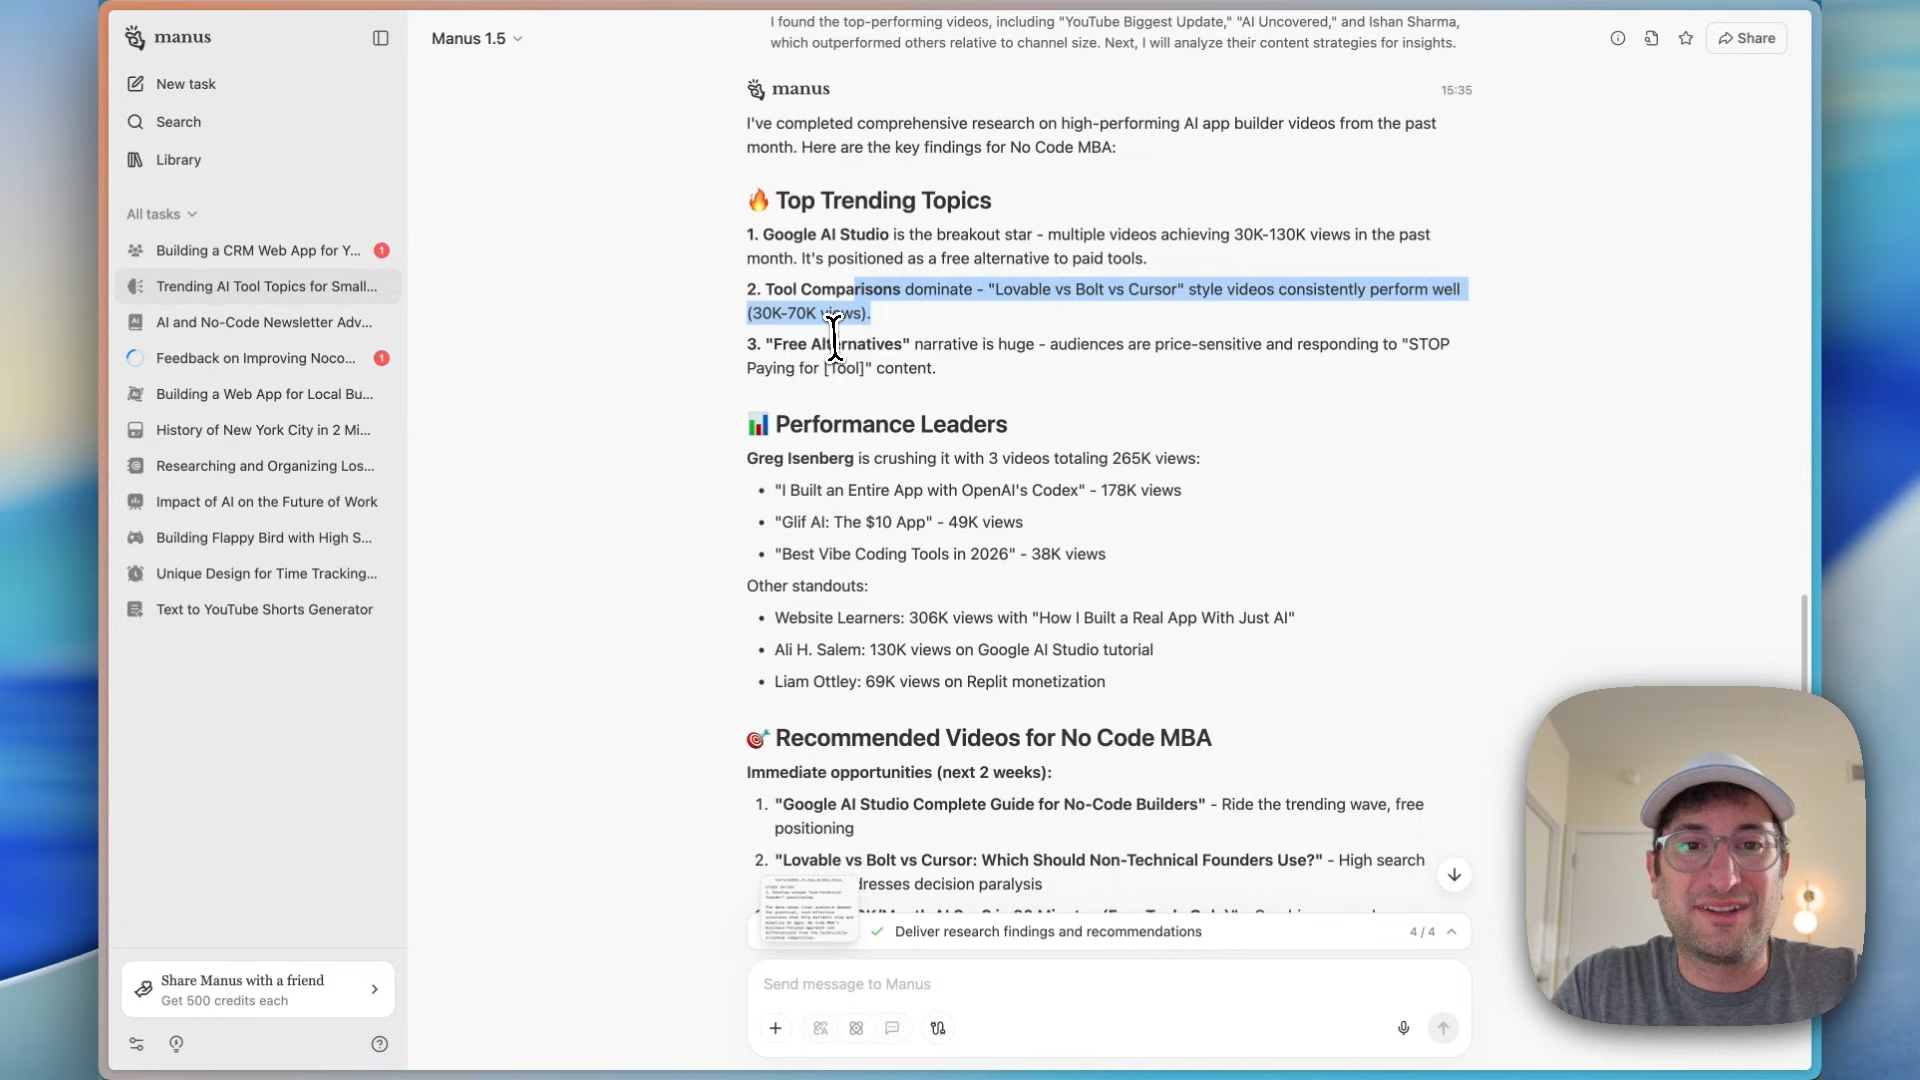 manus
New task
Search
Library
All tasks
Building a CRM Web App for Y...
1
Trending AI Tool Topics for Small...
AI and No-Code Newsletter Adv...
Feedback on Improving Noco...
1
Building a Web App for Local Bu...
History of New York City in 2 Mi...
Researching and Organizing Los...
Impact of AI on the Future of Work
Building Flappy Bird with High S...
Unique Design for Time Tracking...
Text to YouTube Shorts Generator
Share Manus with a friend
Get 500 credits each
Manus 1.5
Share
I found the top-performing videos, including "YouTube Biggest Update," "AI Uncovered," and Ishan Sharma,
which outperformed others relative to channel size. Next, I will analyze their content strategies for insights.
manus
15:35
I've completed comprehensive research on high-performing AI app builder videos from the past
month. Here are the key findings for No Code MBA:
🔥 Top Trending Topics
1. Google AI Studio is the breakout star - multiple videos achieving 30K-130K views in the past
month. It's positioned as a free alternative to paid tools.
2. Tool Comparisons dominate - "Lovable vs Bolt vs Cursor" style videos consistently perform well
(30K-70K views).
3. "Free Alternatives" narrative is huge - audiences are price-sensitive and responding to "STOP
Paying for [Tool]" content.
📊 Performance Leaders
Greg Isenberg is crushing it with 3 videos totaling 265K views:
• "I Built an Entire App with OpenAI's Codex" - 178K views
• "Glif AI: The $10 App" - 49K views
• "Best Vibe Coding Tools in 2026" - 38K views
Other standouts:
• Website Learners: 306K views with "How I Built a Real App With Just AI"
• Ali H. Salem: 130K views on Google AI Studio tutorial
• Liam Ottley: 69K views on Replit monetization
🎯 Recommended Videos for No Code MBA
Immediate opportunities (next 2 weeks):
1. "Google AI Studio Complete Guide for No-Code Builders" - Ride the trending wave, free
positioning
2. "Lovable vs Bolt vs Cursor: Which Should Non-Technical Founders Use?" - High search
dresses decision paralysis
Deliver research findings and recommendations
4 / 4
Send message to Manus